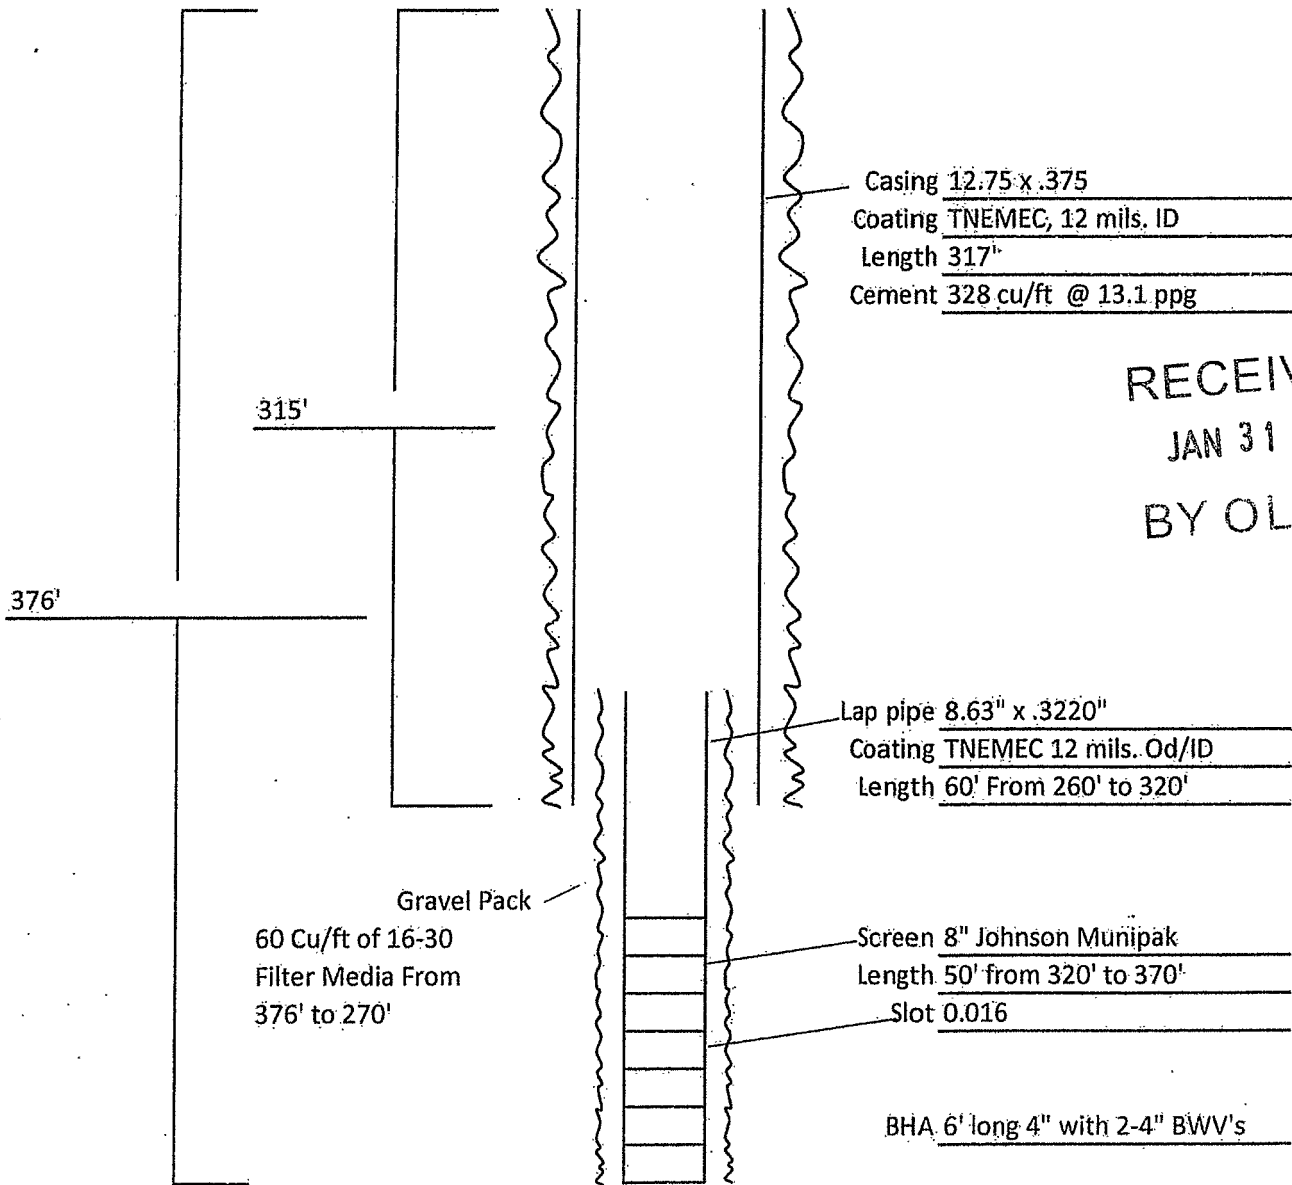 Casing 12.75 x .375
Coating TNEMEC, 12 mils. ID
Length 317'
Cement 328 cu/ft @ 13.1 ppg
RECEIV
JAN 31
BY OL
315'
376'
Lap pipe 8.63" x .3220"
Coating TNEMEC 12 mils. Od/ID
Length 60' From 260' to 320'
Gravel Pack
60 Cu/ft of 16-30
Filter Media From
376' to 270'
Screen 8" Johnson Munipak
Length 50' from 320' to 370'
Slot 0.016
BHA 6' long 4" with 2-4" BWV's